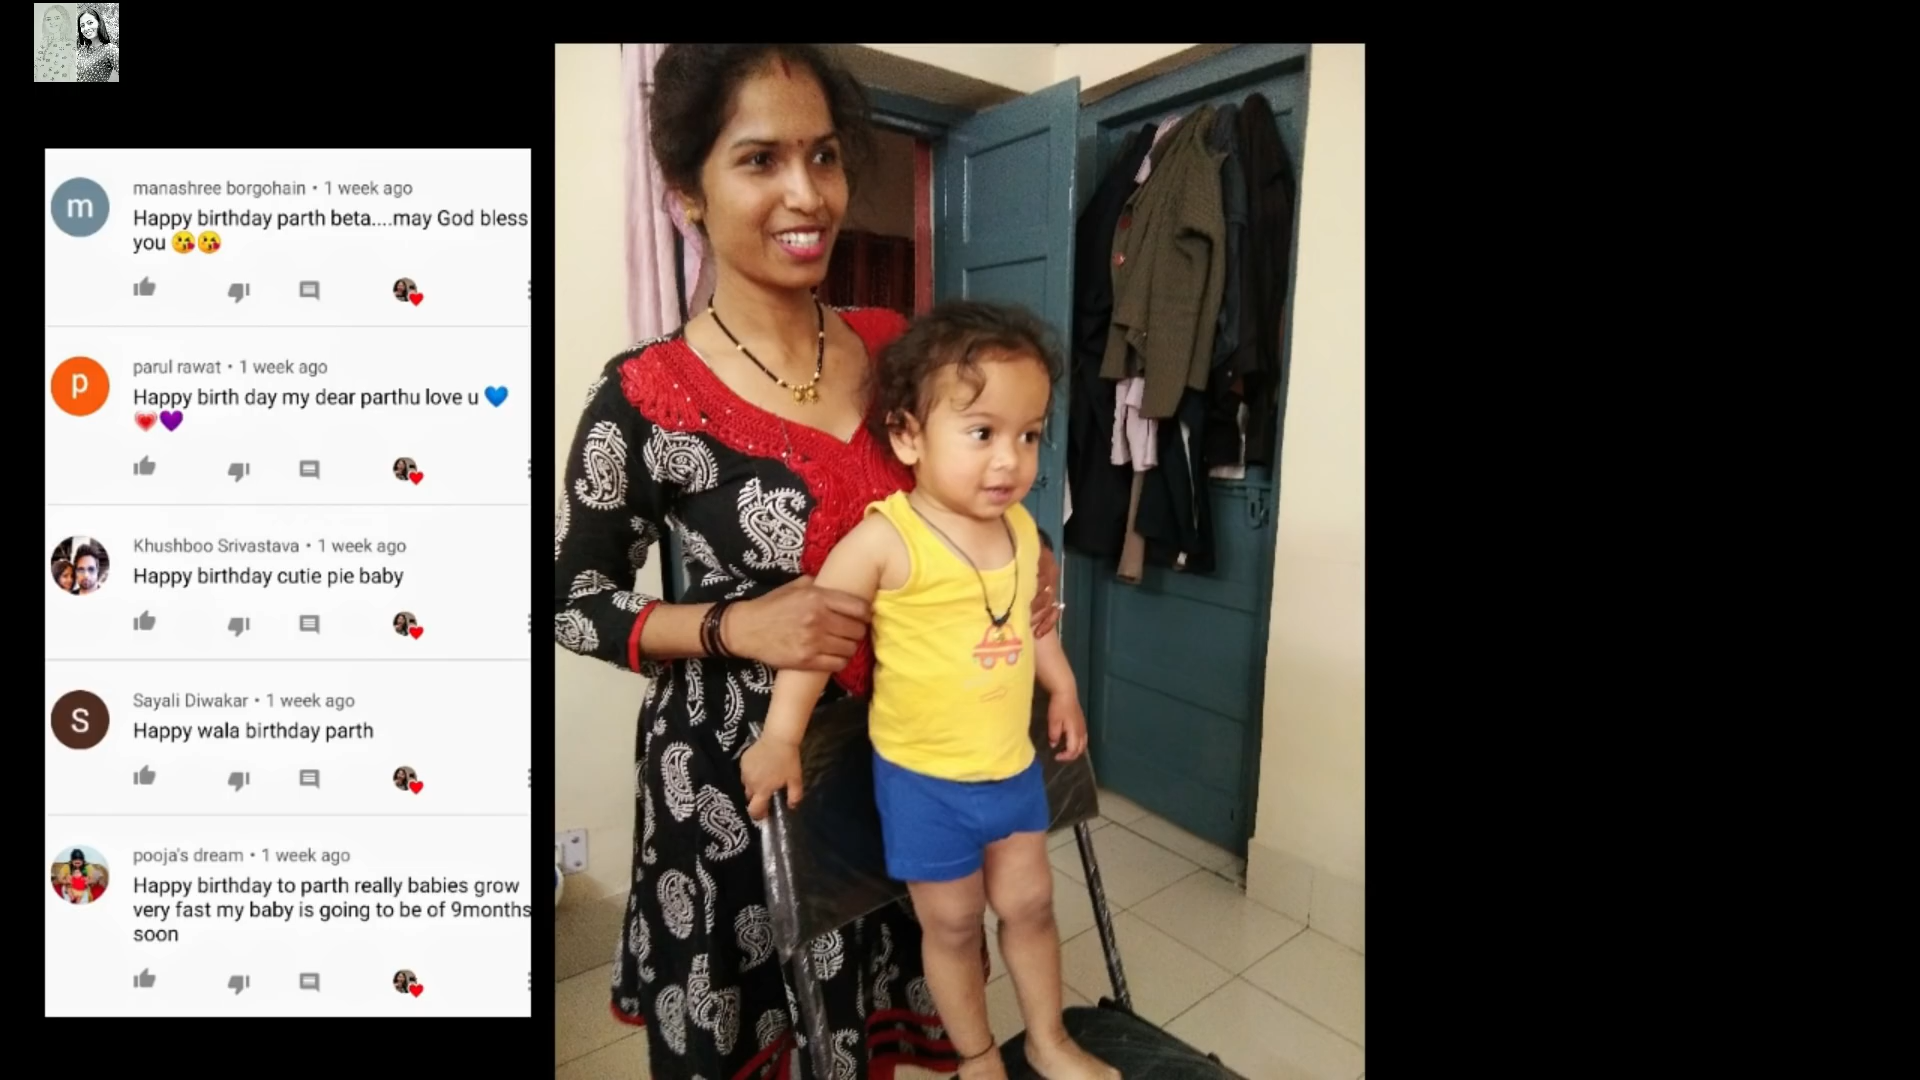 m
manashree borgohain • 1 week ago
Happy birthday parth beta....may God bless
you 😘😘
p
parul rawat • 1 week ago
Happy birth day my dear parthu love u 💙
💗💜
Khushboo Srivastava • 1 week ago
Happy birthday cutie pie baby
S
Sayali Diwakar • 1 week ago
Happy wala birthday parth
pooja's dream • 1 week ago
Happy birthday to parth really babies grow
very fast my baby is going to be of 9months
soon